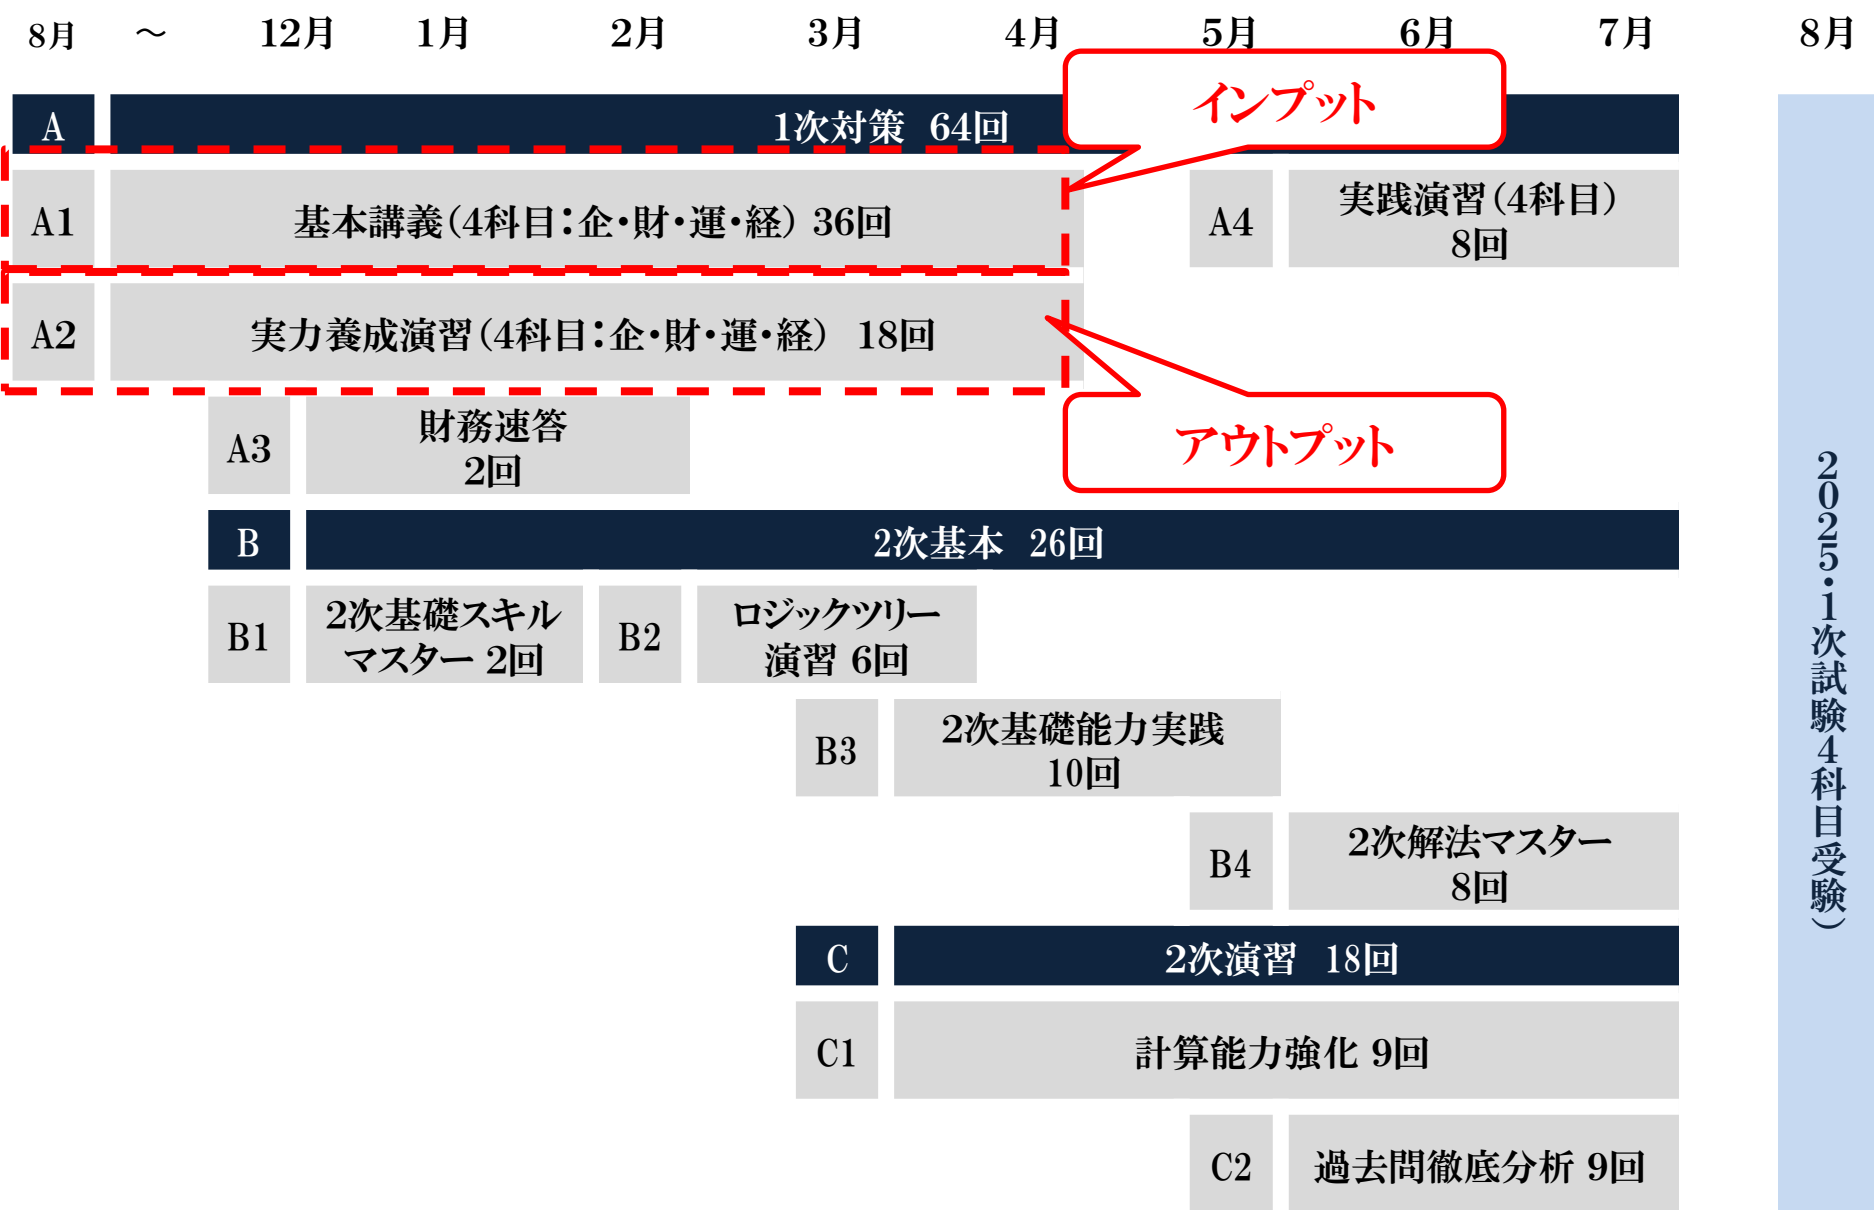 8月 ～ 12月 1月 2月 3月 4月 5月 6月 7月 8月
インプット
A 1次対策 64回
A1 基本講義（4科目：企・財・運・経） 36回
A4 実践演習（4科目）
8回
A2 実力養成演習（4科目：企・財・運・経） 18回
アウトプット
A3 財務速答
2回
B 2次基本 26回
B1 2次基礎スキル
マスター 2回
B2 ロジックツリー
演習 6回
B3 2次基礎能力実践
10回
B4 2次解法マスター
8回
C 2次演習 18回
C1 計算能力強化 9回
C2 過去問徹底分析 9回
2025・1次試験4科目受験）